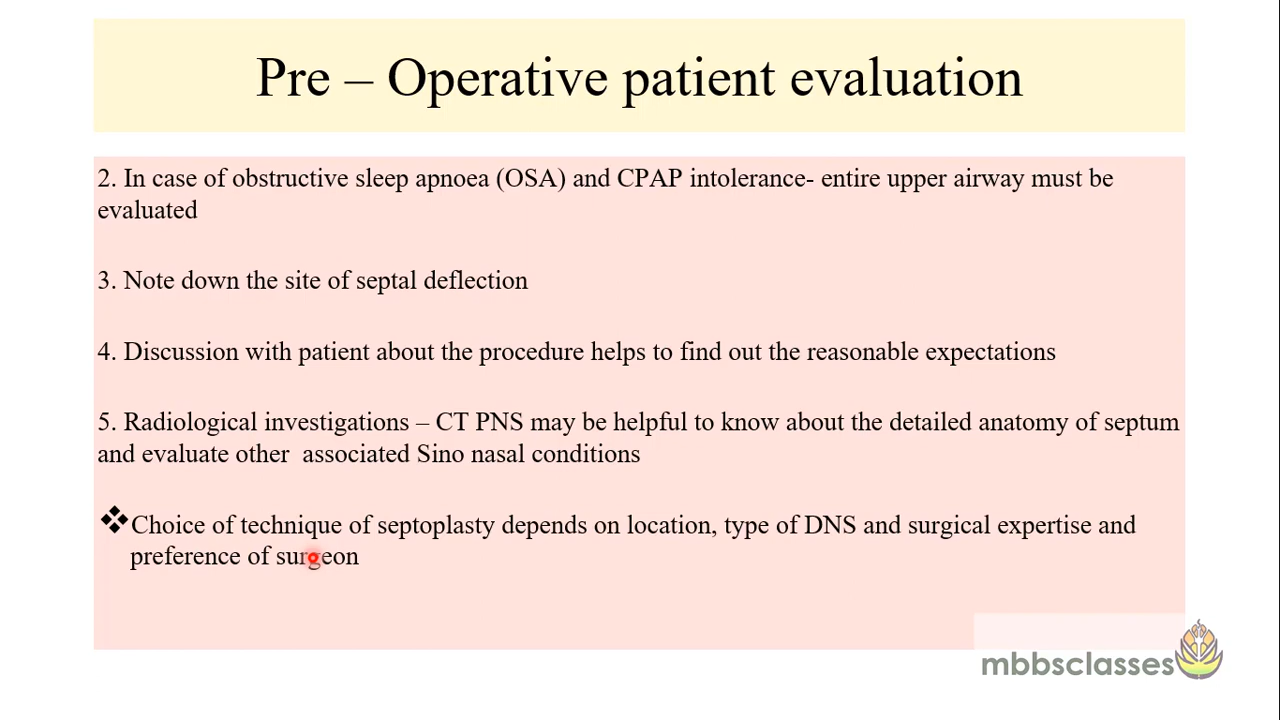 Pre – Operative patient evaluation
2. In case of obstructive sleep apnoea (OSA) and CPAP intolerance- entire upper airway must be
evaluated
3. Note down the site of septal deflection
4. Discussion with patient about the procedure helps to find out the reasonable expectations
5. Radiological investigations – CT PNS may be helpful to know about the detailed anatomy of septum
and evaluate other  associated Sino nasal conditions
❖Choice of technique of septoplasty depends on location, type of DNS and surgical expertise and
preference of surgeon
mbbsclasses